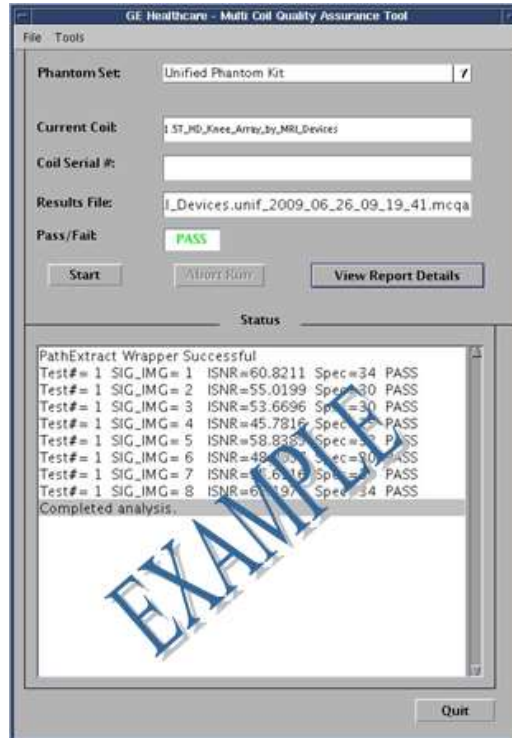 GE Healthcare - Multi Coil Quality Assurance Tool
File Tools
Phantom Set: Unified Phantom Kit
Current Coil: 1.5T_HD_Knee_Array_by_MRI_Devices
Coil Serial #:
Results File: I_Devices.unif_2009_06_26_09_19_41.mcqa
Pass/Fail: PASS
Start Abort Run View Report Details
Status
PathExtract Wrapper Successful
Test#= 1 SIG_IMG= 1 ISNR=60.8211 Spec=34 PASS
Test#= 1 SIG_IMG= 2 ISNR=55.0199 Spec=30 PASS
Test#= 1 SIG_IMG= 3 ISNR=53.6696 Spec=30 PASS
Test#= 1 SIG_IMG= 4 ISNR=45.7816 PASS
Test#= 1 SIG_IMG= 5 PASS
Test#= 1 SIG_IMG= 6 PASS
Test#= 1 SIG_IMG= 7 PASS
Test#= 1 SIG_IMG= 8 PASS
Completed analysis.
EXAMPLE
Quit